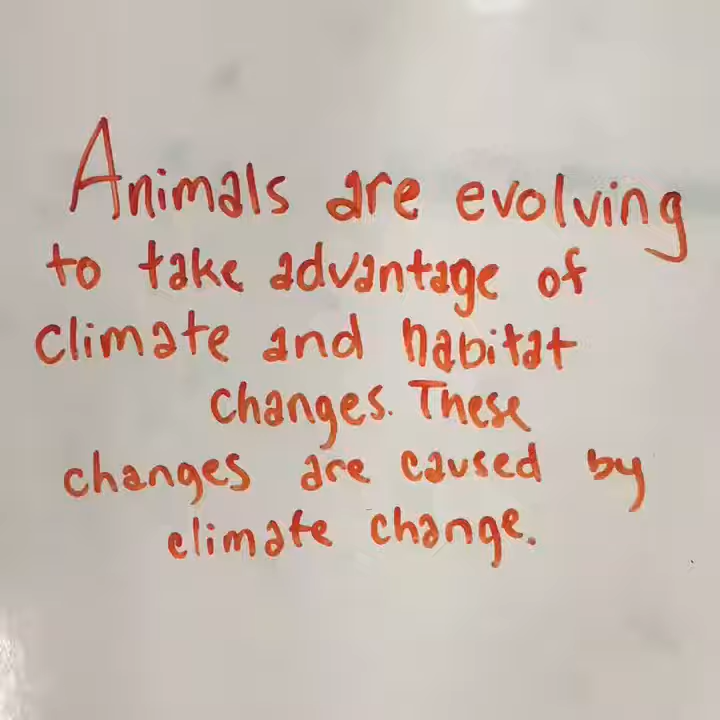 Animals are evolving
to take advantage of
climate and habitat
changes. These
changes are caused by
climate change.